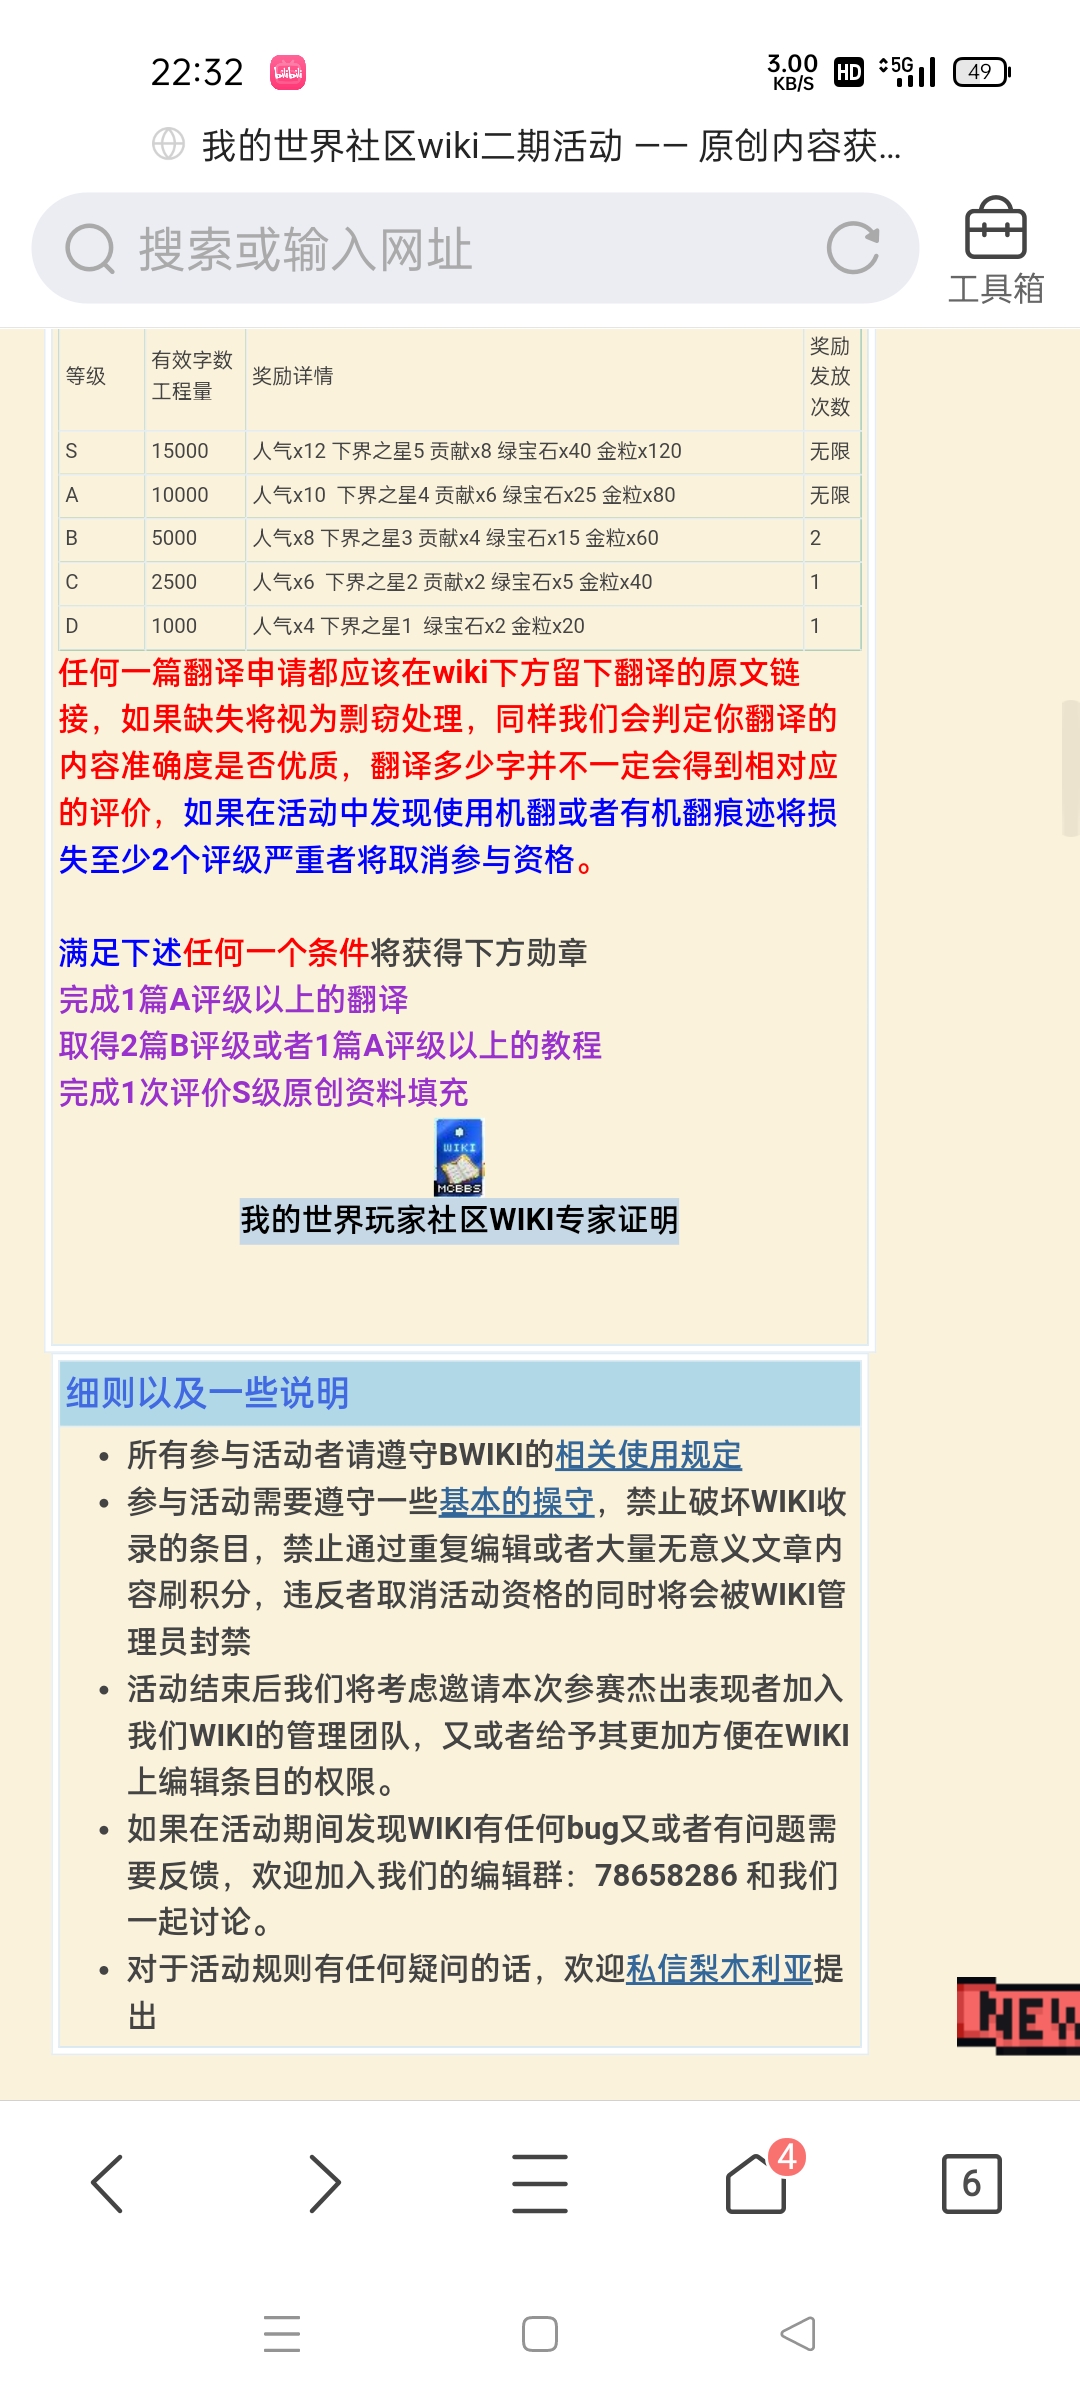 22:32
bilibili
3.00 KB/S HD 5G 49
我的世界社区wiki二期活动 —— 原创内容获...
搜索或输入网址
工具箱
等级 有效字数工程量 奖励详情 奖励发放次数
S 15000 人气x12 下界之星5 贡献x8 绿宝石x40 金粒x120 无限
A 10000 人气x10 下界之星4 贡献x6 绿宝石x25 金粒x80 无限
B 5000 人气x8 下界之星3 贡献x4 绿宝石x15 金粒x60 2
C 2500 人气x6 下界之星2 贡献x2 绿宝石x5 金粒x40 1
D 1000 人气x4 下界之星1 绿宝石x2 金粒x20 1
任何一篇翻译申请都应该在wiki下方留下翻译的原文链
接，如果缺失将视为剽窃处理，同样我们会判定你翻译的
内容准确度是否优质，翻译多少字并不一定会得到相对应
的评价，如果在活动中发现使用机翻或者有机翻痕迹将损
失至少2个评级严重者将取消参与资格。
满足下述任何一个条件将获得下方勋章
完成1篇A评级以上的翻译
取得2篇B评级或者1篇A评级以上的教程
完成1次评价S级原创资料填充
WIKI
MCBBS
我的世界玩家社区WIKI专家证明
细则以及一些说明
• 所有参与活动者请遵守BWIKI的相关使用规定
• 参与活动需要遵守一些基本的操守，禁止破坏WIKI收
录的条目，禁止通过重复编辑或者大量无意义文章内
容刷积分，违反者取消活动资格的同时将会被WIKI管
理员封禁
• 活动结束后我们将考虑邀请本次参赛杰出表现者加入
我们WIKI的管理团队，又或者给予其更加方便在WIKI
上编辑条目的权限。
• 如果在活动期间发现WIKI有任何bug又或者有问题需
要反馈，欢迎加入我们的编辑群：78658286 和我们
一起讨论。
• 对于活动规则有任何疑问的话，欢迎私信梨木利亚提
出
NEW
4
6